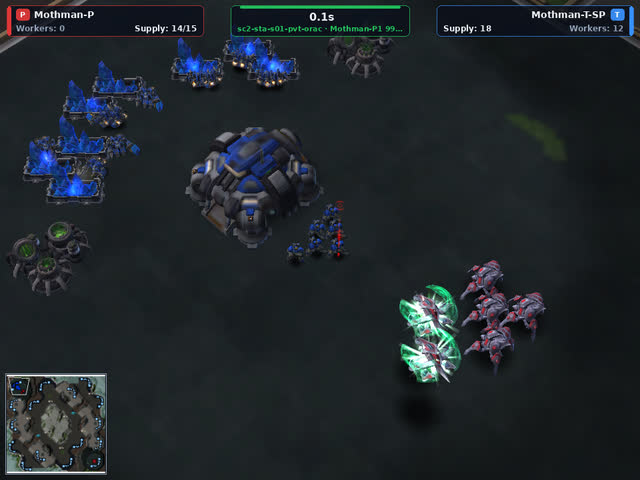 P Mothman-P
Workers: 0 Supply: 14/15
0.1s
sc2-sta-s01-pvt-orac - Mothman-P1 99…
Mothman-T-SP T
Supply: 18 Workers: 12